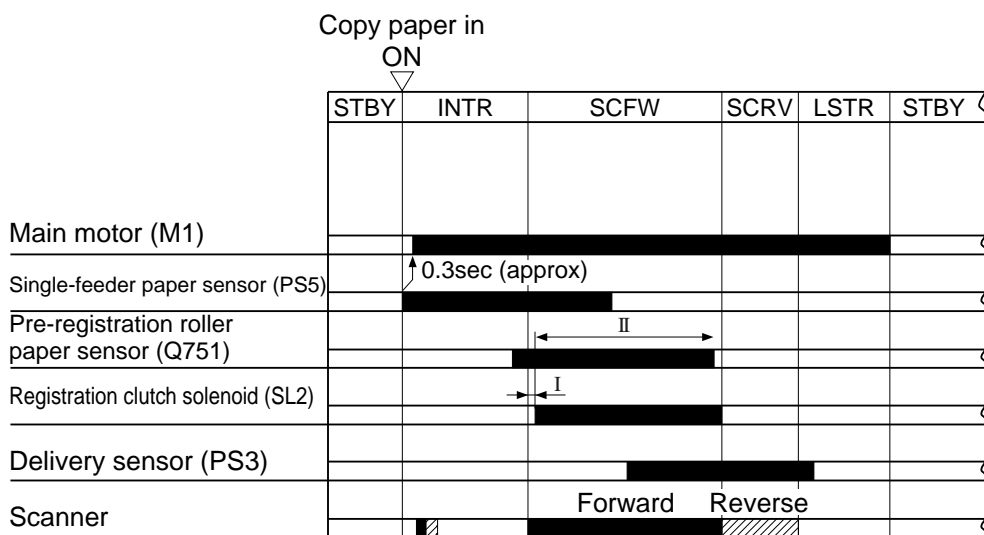 Copy paper in
ON
STBY INTR SCFW SCRV LSTR STBY
Main motor (M1)
0.3sec (approx)
Single-feeder paper sensor (PS5)
Pre-registration roller
paper sensor (Q751)
II
Registration clutch solenoid (SL2)
I
Delivery sensor (PS3)
Forward Reverse
Scanner